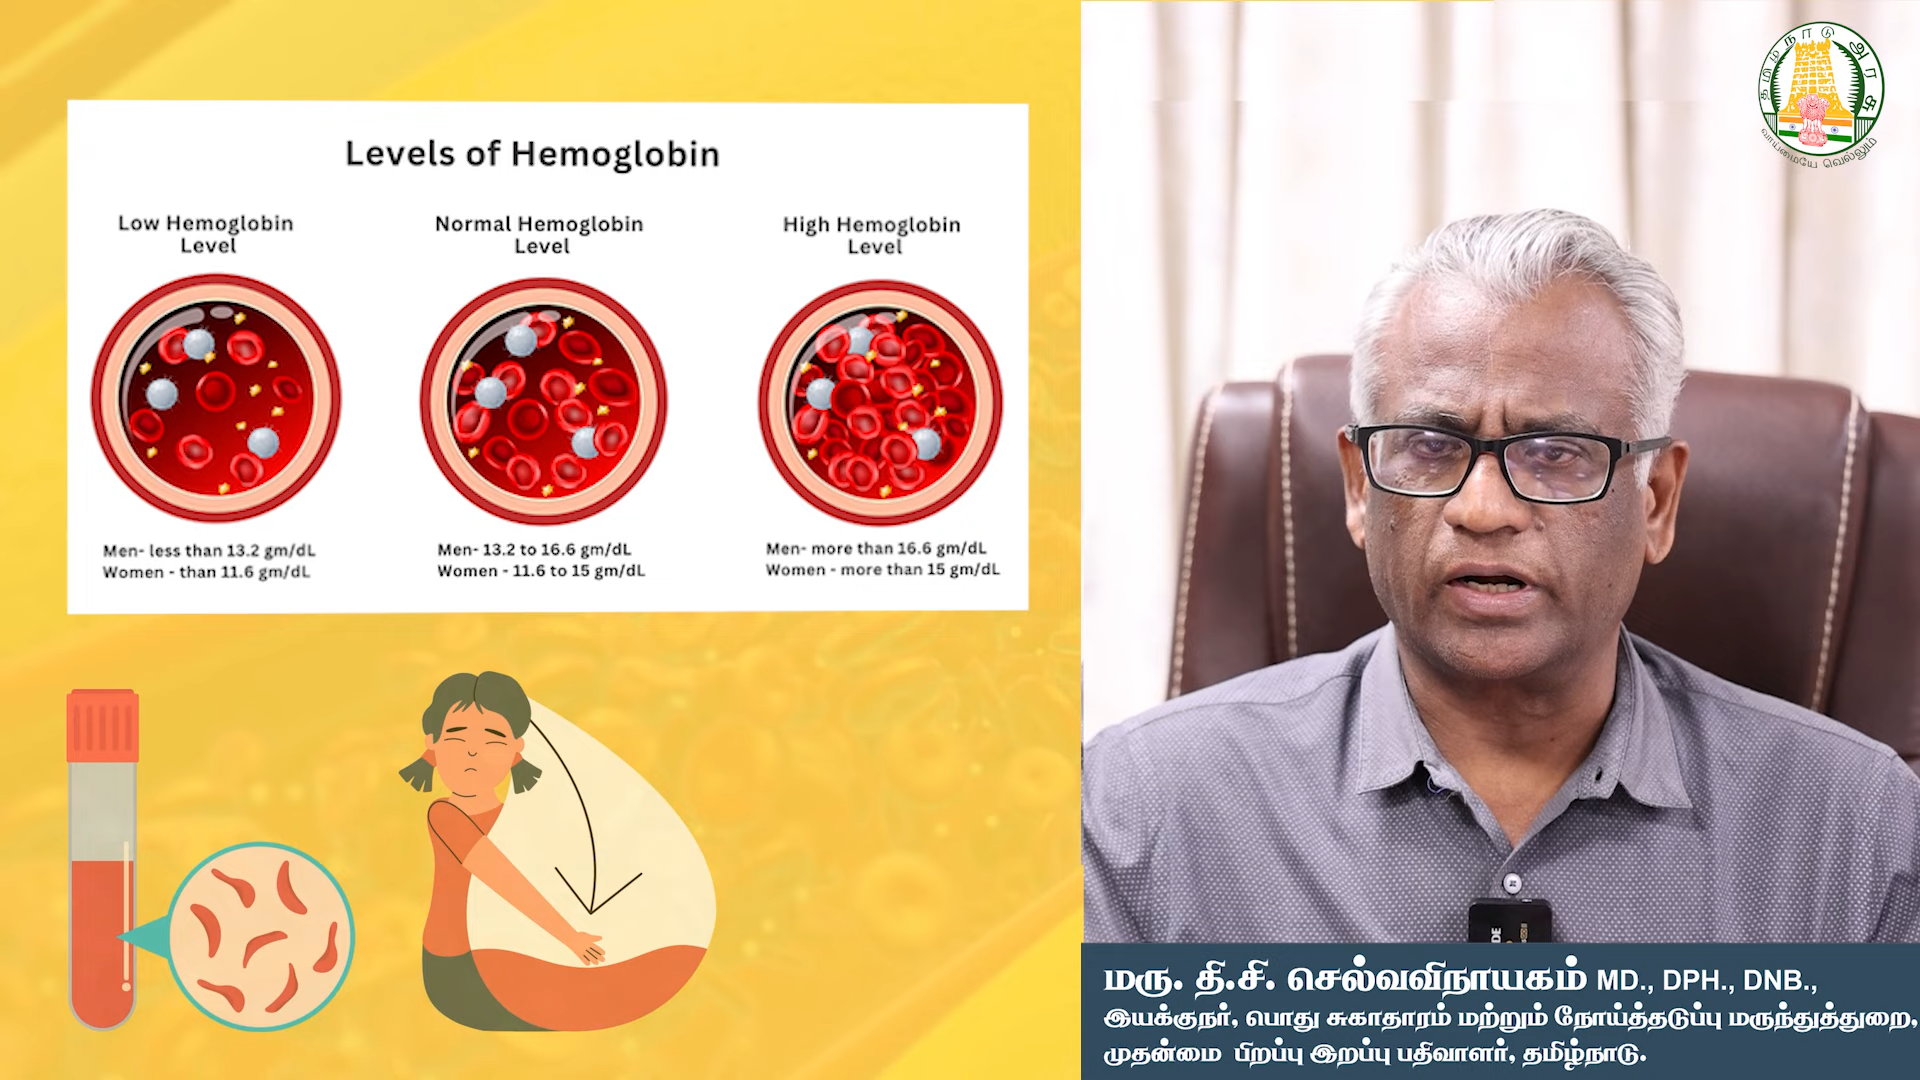 Levels of Hemoglobin
Low Hemoglobin
Level
Normal Hemoglobin
Level
High Hemoglobin
Level
Men- less than 13.2 gm/dL
Women - than 11.6 gm/dL
Men- 13.2 to 16.6 gm/dL
Women - 11.6 to 15 gm/dL
Men- more than 16.6 gm/dL
Women - more than 15 gm/dL
தமிழ்நாடு அரசு
வாய்மையே வெல்லும்
மரு. தி.சி. செல்வவிநாயகம் MD., DPH., DNB.,
இயக்குநர், பொது சுகாதாரம் மற்றும் நோய்த்தடுப்பு மருந்துத்துறை,
முதன்மை பிறப்பு இறப்பு பதிவாளர், தமிழ்நாடு.